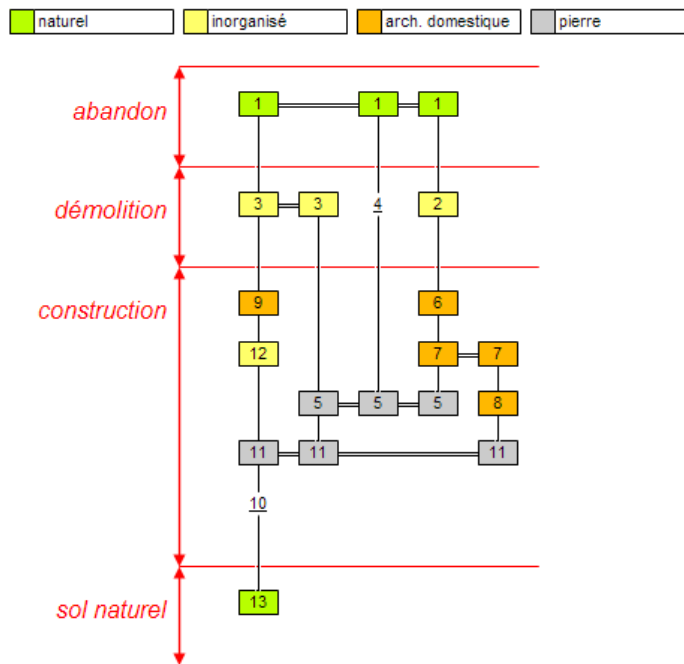 naturel inorganisé arch. domestique pierre
abandon 1 1 1
démolition 3 3 4 2
construction 9 6
12 7 7
5 5 5 8
11 11 11
10
sol naturel 13